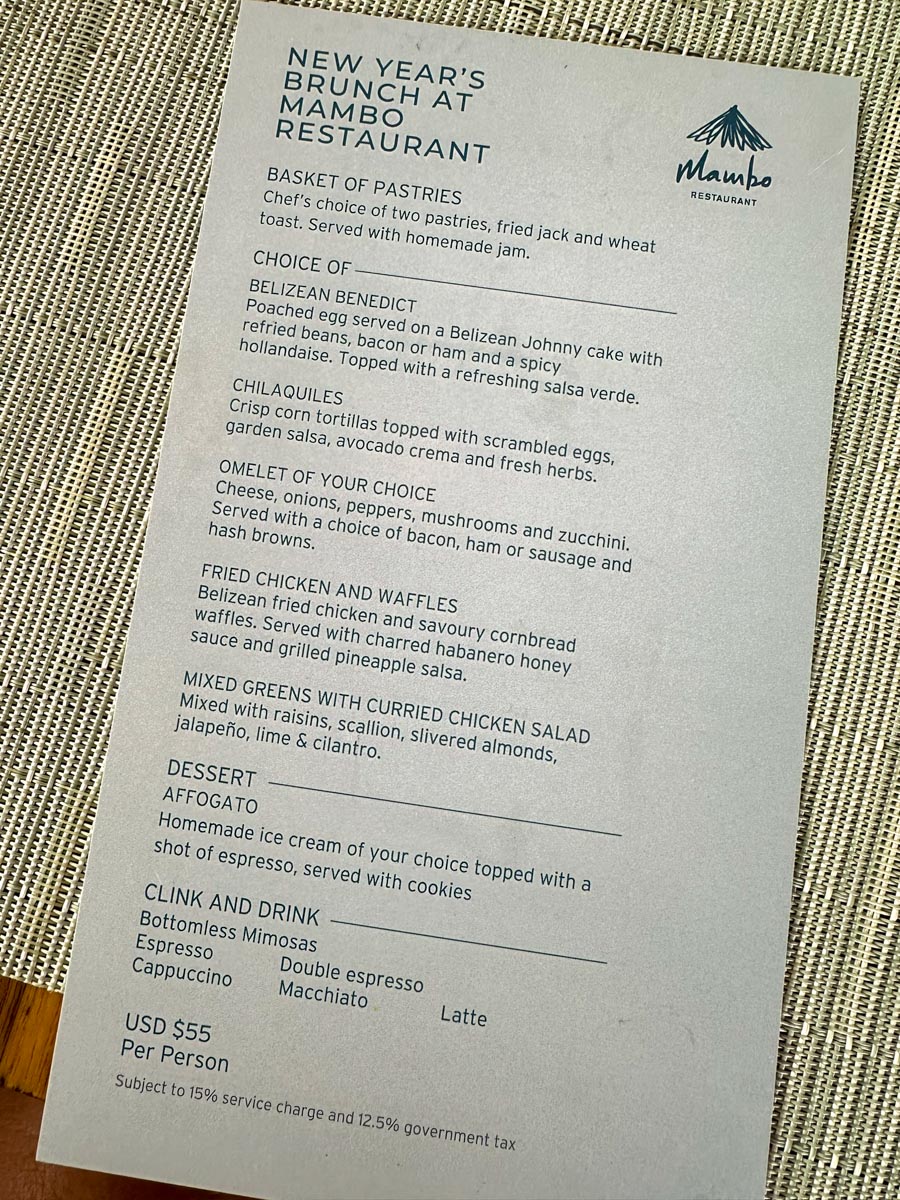 NEW YEAR'S
BRUNCH AT
MAMBO
RESTAURANT
Mambo
RESTAURANT
BASKET OF PASTRIES
Chef's choice of two pastries, fried jack and wheat
toast. Served with homemade jam.
CHOICE OF
BELIZEAN BENEDICT
Poached egg served on a Belizean Johnny cake with
refried beans, bacon or ham and a spicy
hollandaise. Topped with a refreshing salsa verde.
CHILAQUILES
Crisp corn tortillas topped with scrambled eggs,
garden salsa, avocado crema and fresh herbs.
OMELET OF YOUR CHOICE
Cheese, onions, peppers, mushrooms and zucchini.
Served with a choice of bacon, ham or sausage and
hash browns.
FRIED CHICKEN AND WAFFLES
Belizean fried chicken and savoury cornbread
waffles. Served with charred habanero honey
sauce and grilled pineapple salsa.
MIXED GREENS WITH CURRIED CHICKEN SALAD
Mixed with raisins, scallion, slivered almonds,
jalapeño, lime & cilantro.
DESSERT
AFFOGATO
Homemade ice cream of your choice topped with a
shot of espresso, served with cookies
CLINK AND DRINK
Bottomless Mimosas
Espresso Double espresso
Cappuccino Macchiato Latte
USD $55
Per Person
Subject to 15% service charge and 12.5% government tax